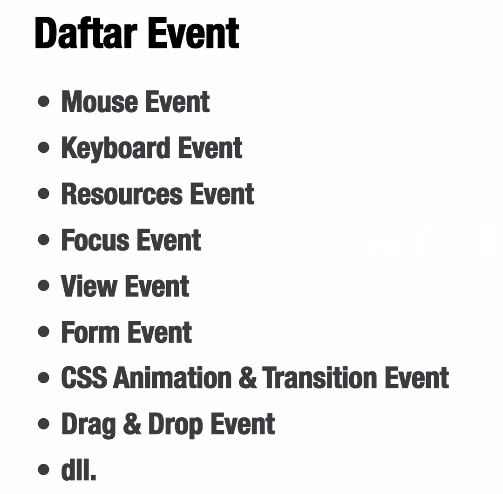 Daftar Event
• Mouse Event
• Keyboard Event
• Resources Event
• Focus Event
• View Event
• Form Event
• CSS Animation & Transition Event
• Drag & Drop Event
• dll.